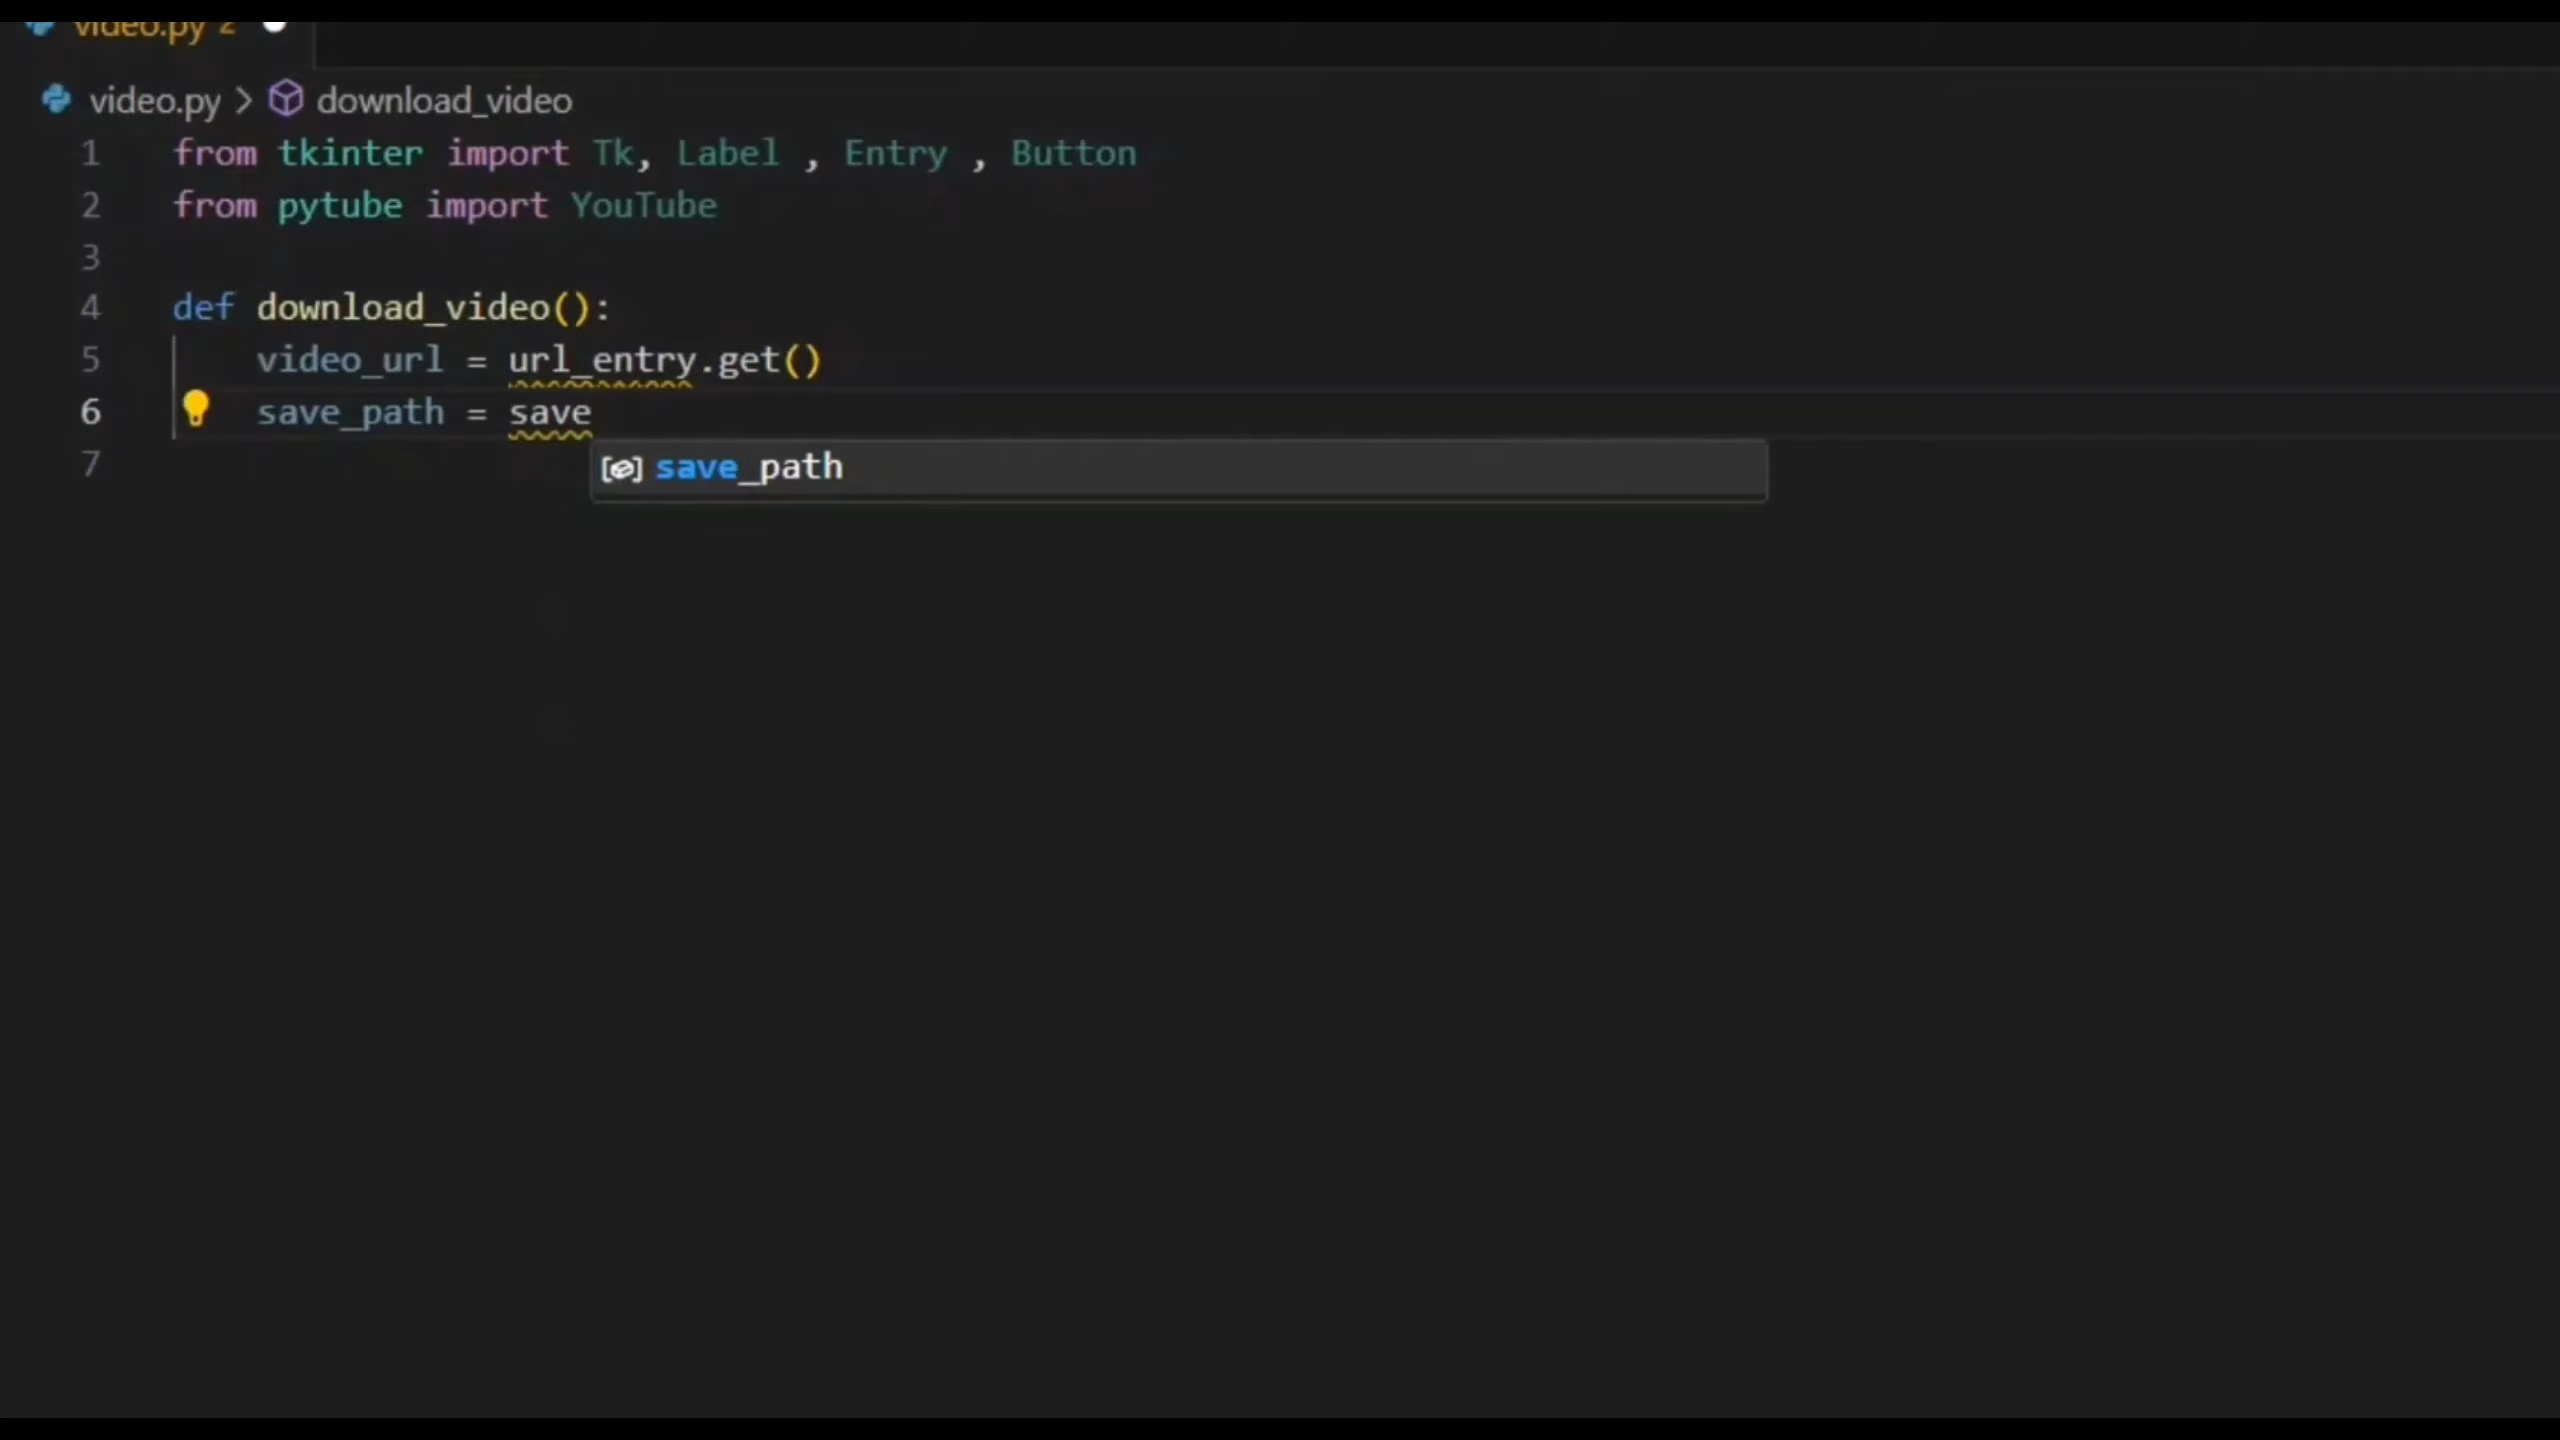 video.py 2
video.py > download_video
1 from tkinter import Tk, Label , Entry , Button
2 from pytube import YouTube
3
4 def download_video():
5 video_url = url_entry.get()
6 save_path = save
save_path
7